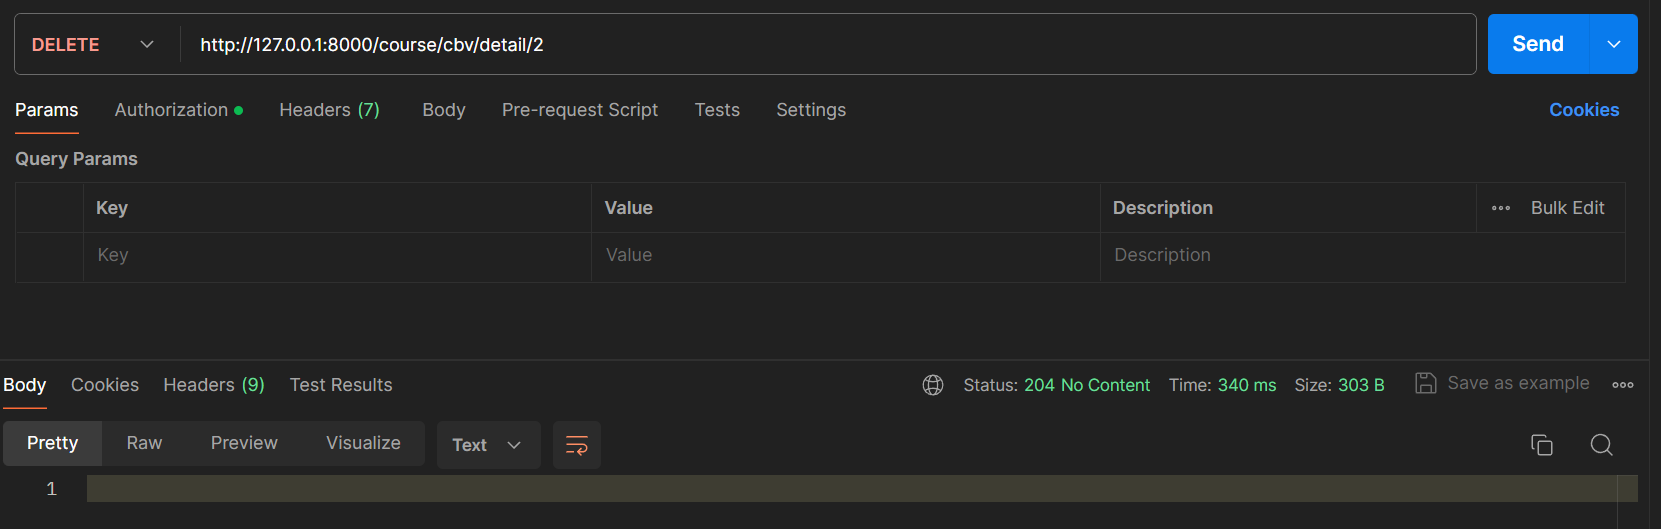 DELETE http://127.0.0.1:8000/course/cbv/detail/2 Send
Params Authorization Headers (7) Body Pre-request Script Tests Settings Cookies
Query Params
Key Value Description Bulk Edit
Key Value Description
Body Cookies Headers (9) Test Results Status: 204 No Content Time: 340 ms Size: 303 B Save as example
Pretty Raw Preview Visualize Text
1